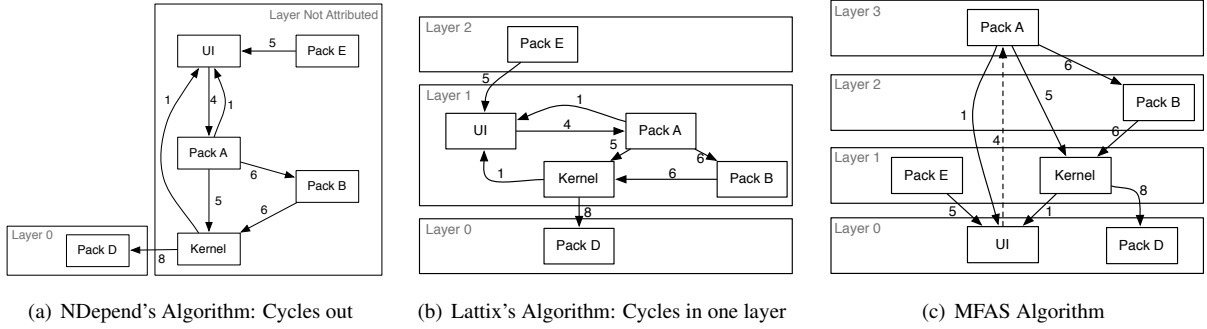 Layer Not Attributed
UI
5
Pack E
1
4
1
Pack A
6
Pack B
5
6
Layer 0
Pack D
8
Kernel
(a) NDepend's Algorithm: Cycles out
Layer 2
Pack E
5
Layer 1
UI
1
4
Pack A
5
6
1
Kernel
6
Pack B
8
Layer 0
Pack D
(b) Lattix's Algorithm: Cycles in one layer
Layer 3
Pack A
6
Layer 2
1
5
Pack B
4
6
Layer 1
Pack E
Kernel
8
5
1
Layer 0
UI
Pack D
(c) MFAS Algorithm